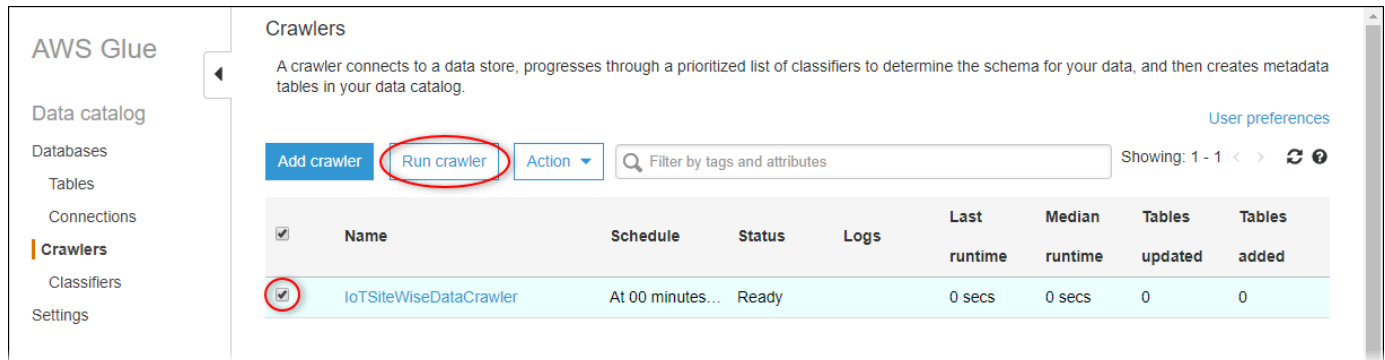 AWS Glue
Data catalog
Databases
Tables
Connections
Crawlers
Classifiers
Settings
Crawlers
A crawler connects to a data store, progresses through a prioritized list of classifiers to determine the schema for your data, and then creates metadata
tables in your data catalog.
User preferences
Add crawler Run crawler Action Filter by tags and attributes Showing: 1 - 1 < >
Name Schedule Status Logs Last runtime Median runtime Tables updated Tables added
IoTSiteWiseDataCrawler At 00 minutes... Ready 0 secs 0 secs 0 0